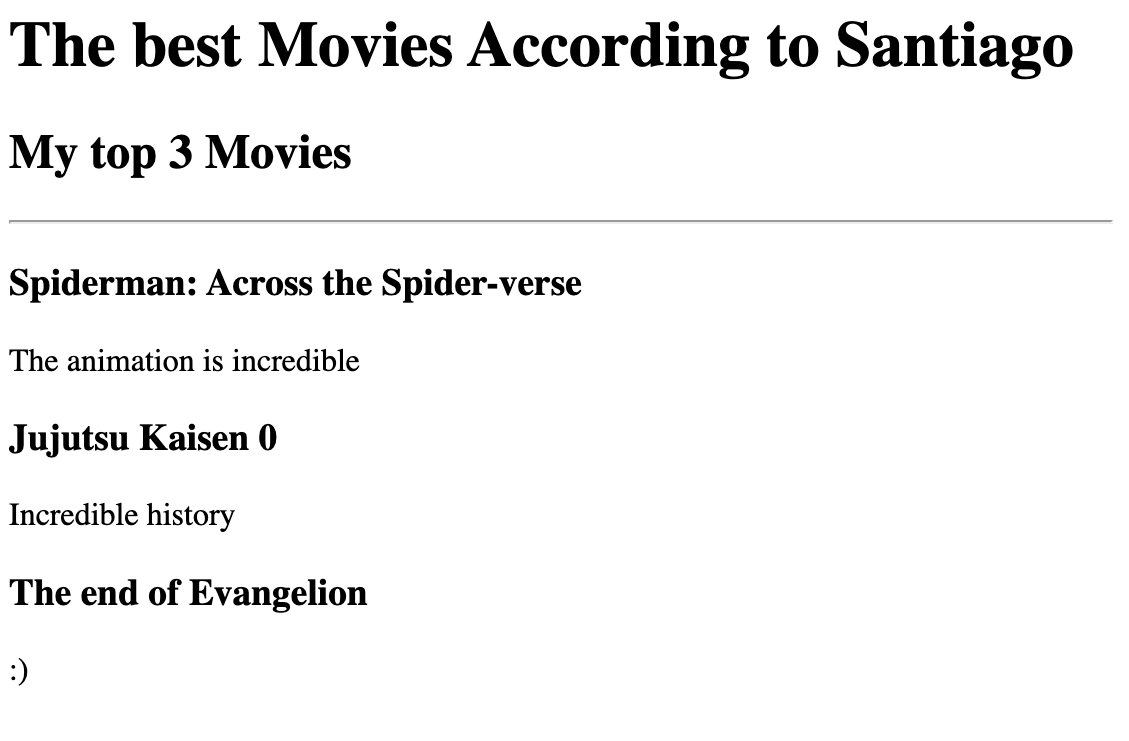 The best Movies According to Santiago
My top 3 Movies
Spiderman: Across the Spider-verse
The animation is incredible
Jujutsu Kaisen 0
Incredible history
The end of Evangelion
:)